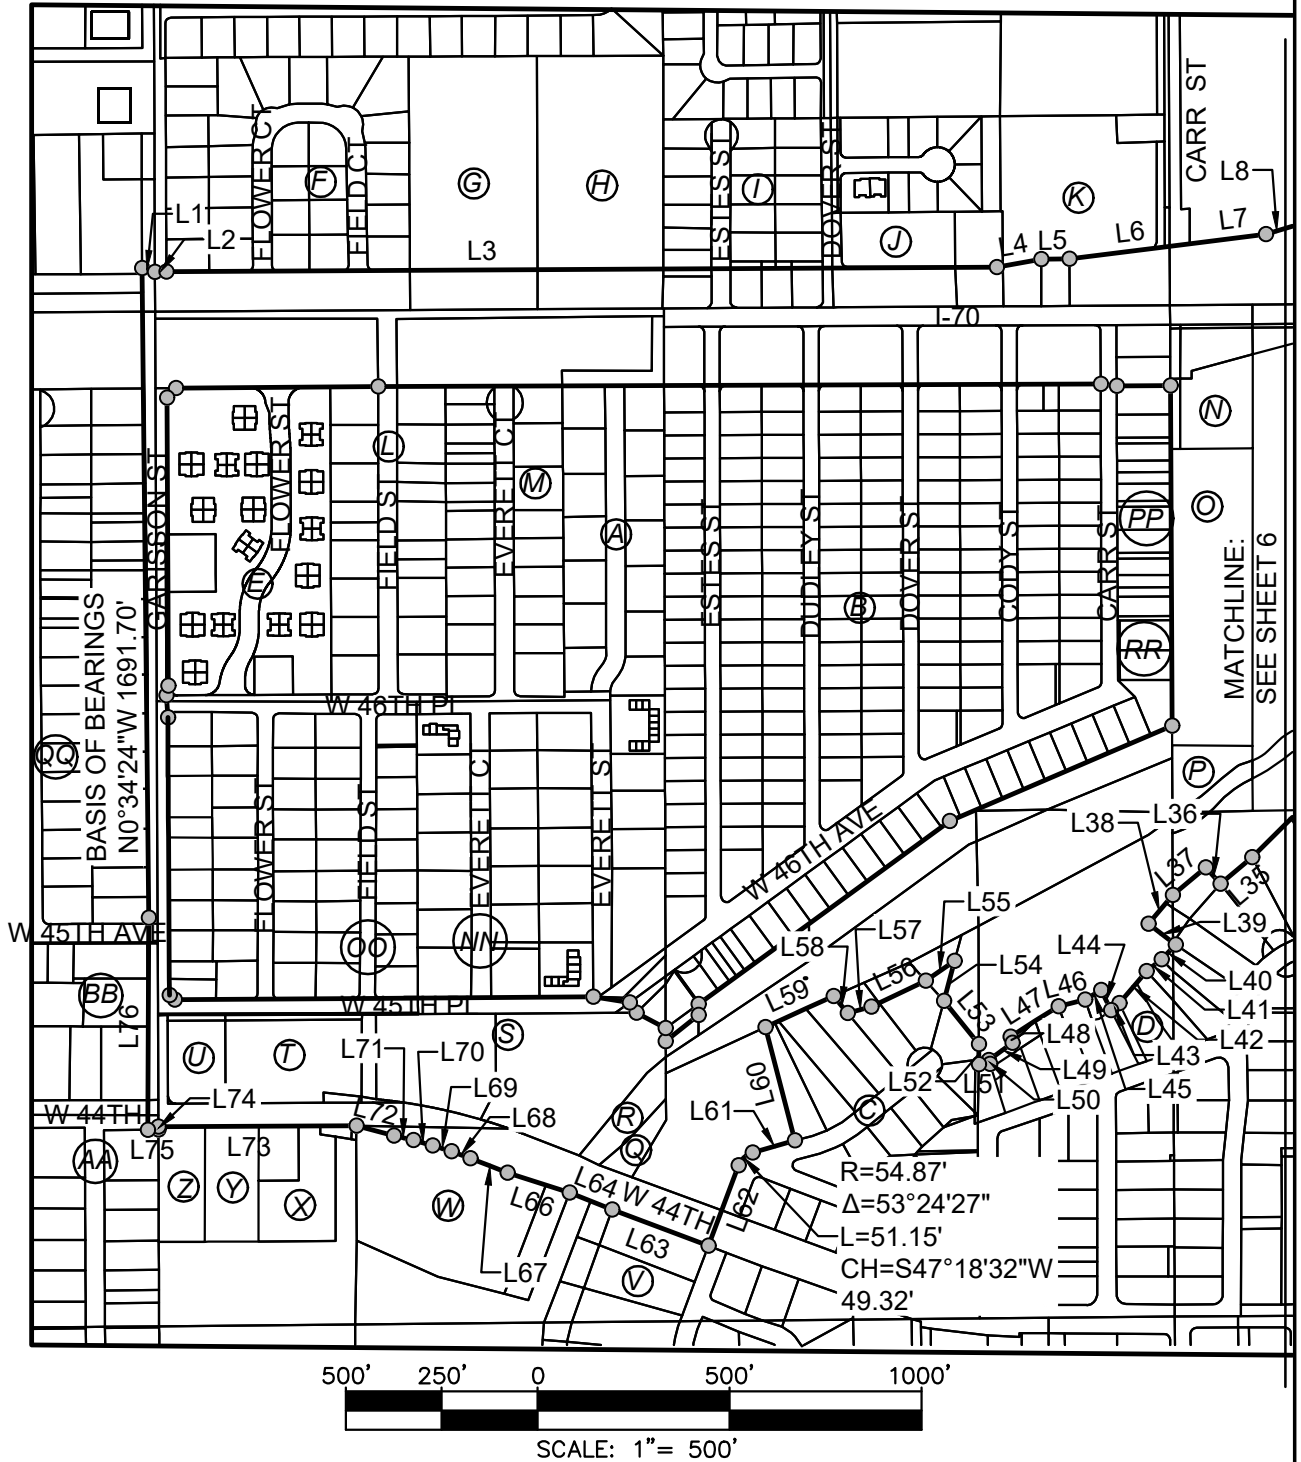 CARR ST
L8
FLOWER CT
F
FIELD CT
G
H
ESTES ST
I
DOVER ST
K
L1
L2
L3
J
L4
L5
L6
L7
I-70
N
L
FLOWER ST
GARISSON ST
FIELD S
EVERETT CT
M
A
ESTES ST
DUDLEY ST
DOVER ST
CODY ST
CARR ST
PP
O
E
B
RR
MATCHLINE:
SEE SHEET 6
BASIS OF BEARINGS
N0°34'24"W 1691.70'
W 46TH PL
QQ
P
FLOWER ST
FIELD ST
EVERETT C
EVERETT S
W 46TH AVE
L38
L36
L37
L35
W 45TH AVE
OO
NN
L58
L57
L55
L39
L44
BB
L56
L54
L40
W 45TH PL
L59
L53
L47
L46
L41
L76
S
D
L42
U
T
L71
L70
L60
L48
L43
L69
L52
L51
L49
L45
L74
L72
L68
R
L61
C
L50
W 44TH
L75
L73
AA
Q
Z
Y
X
W
L66
L64
W 44TH
L62
L63
L67
V
R=54.87'
Δ=53°24'27"
L=51.15'
CH=S47°18'32"W
49.32'
500' 250' 0 500' 1000'
SCALE: 1"= 500'